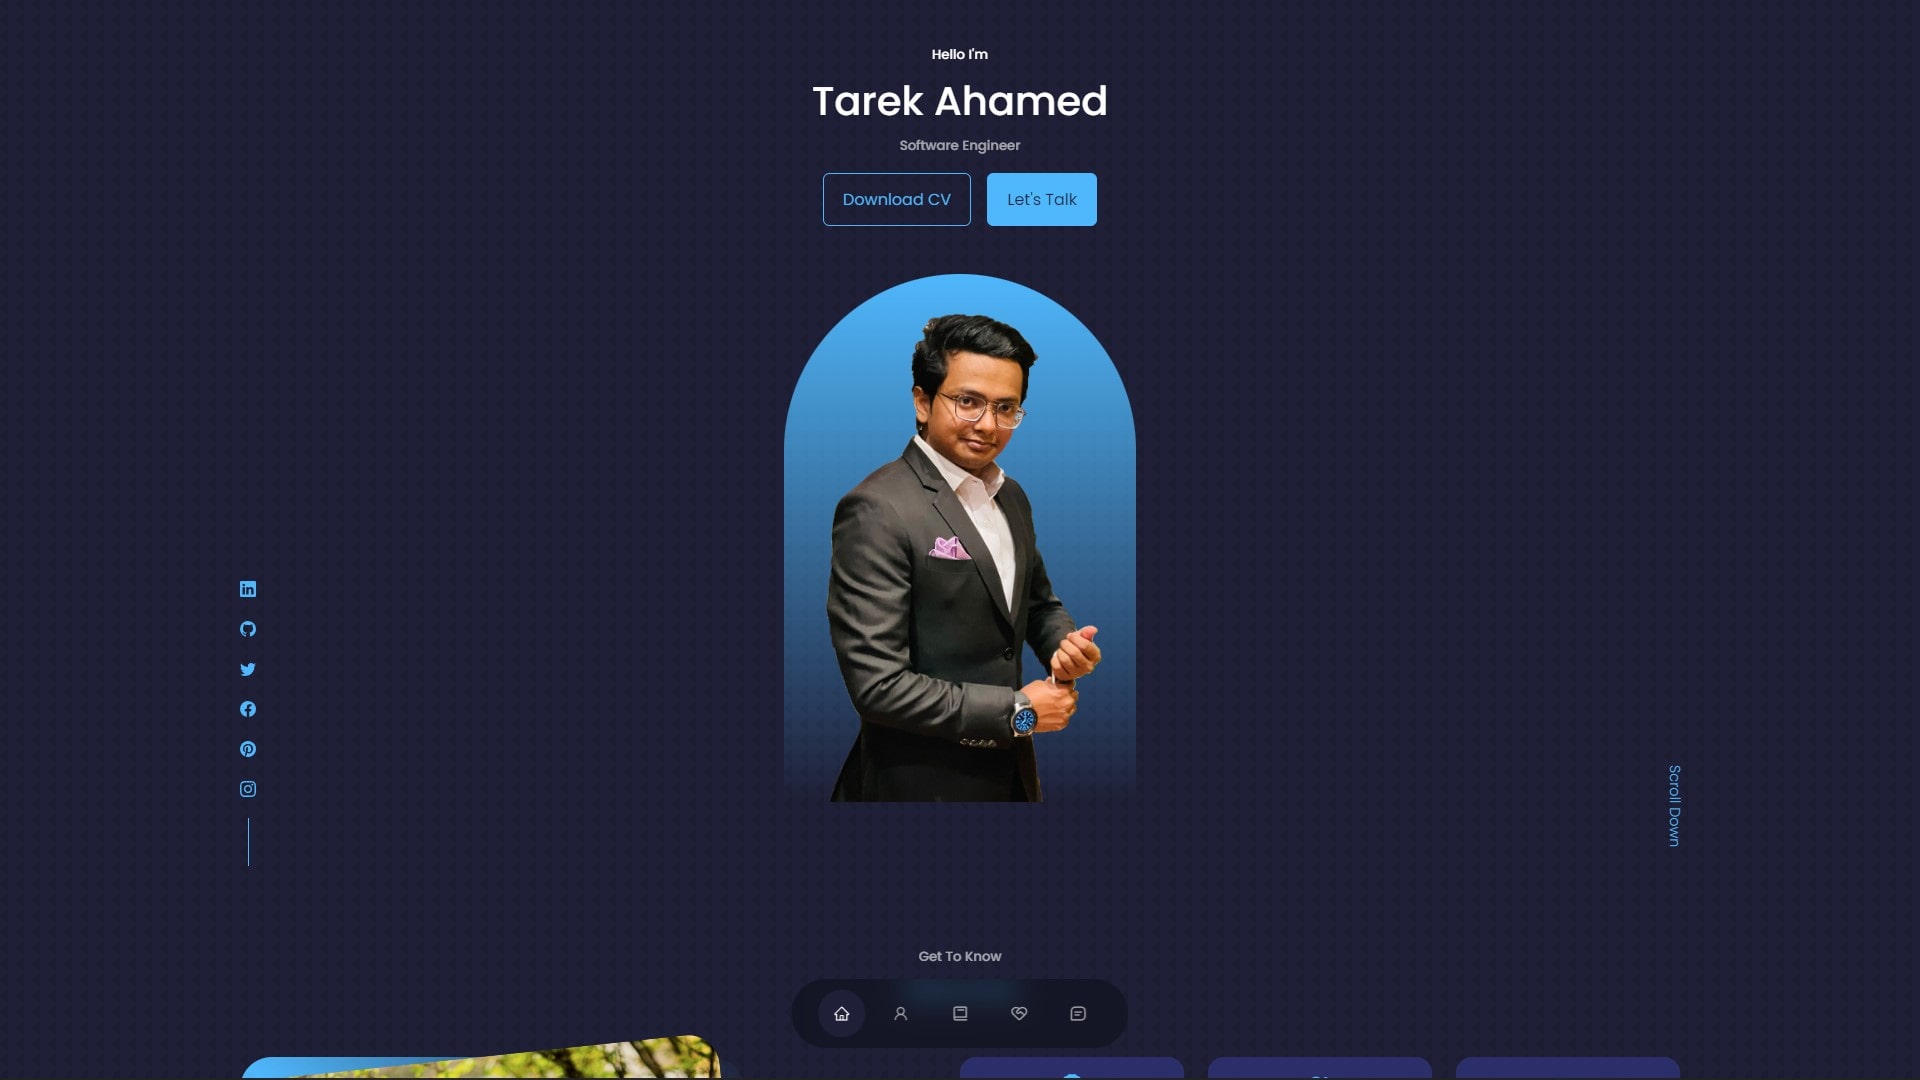 Hello I'm
Tarek Ahamed
Software Engineer
Download CV
Let's Talk
Scroll Down
Get To Know